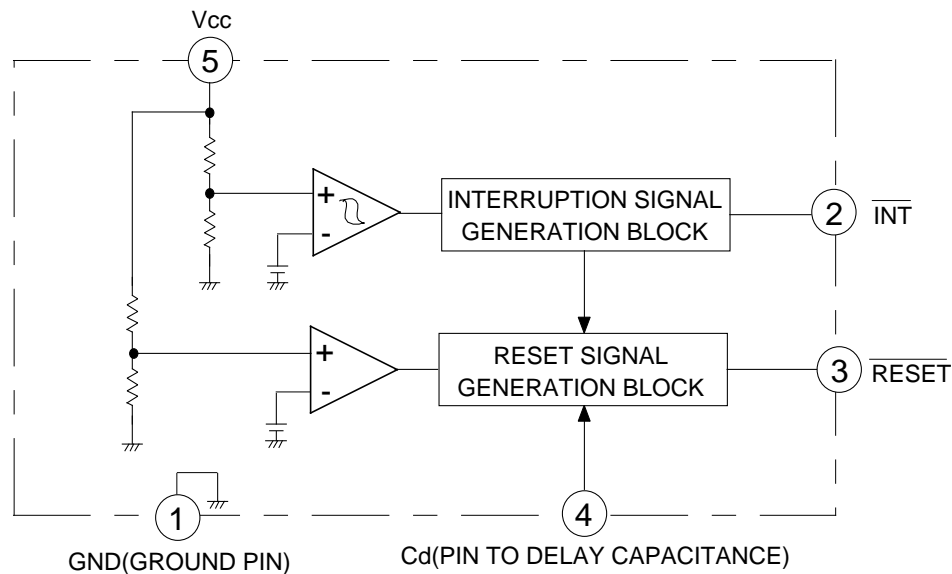 Vcc
5
+
-
INTERRUPTION SIGNAL
GENERATION BLOCK
2
INT
+
-
RESET SIGNAL
GENERATION BLOCK
3
RESET
1
GND(GROUND PIN)
4
Cd(PIN TO DELAY CAPACITANCE)